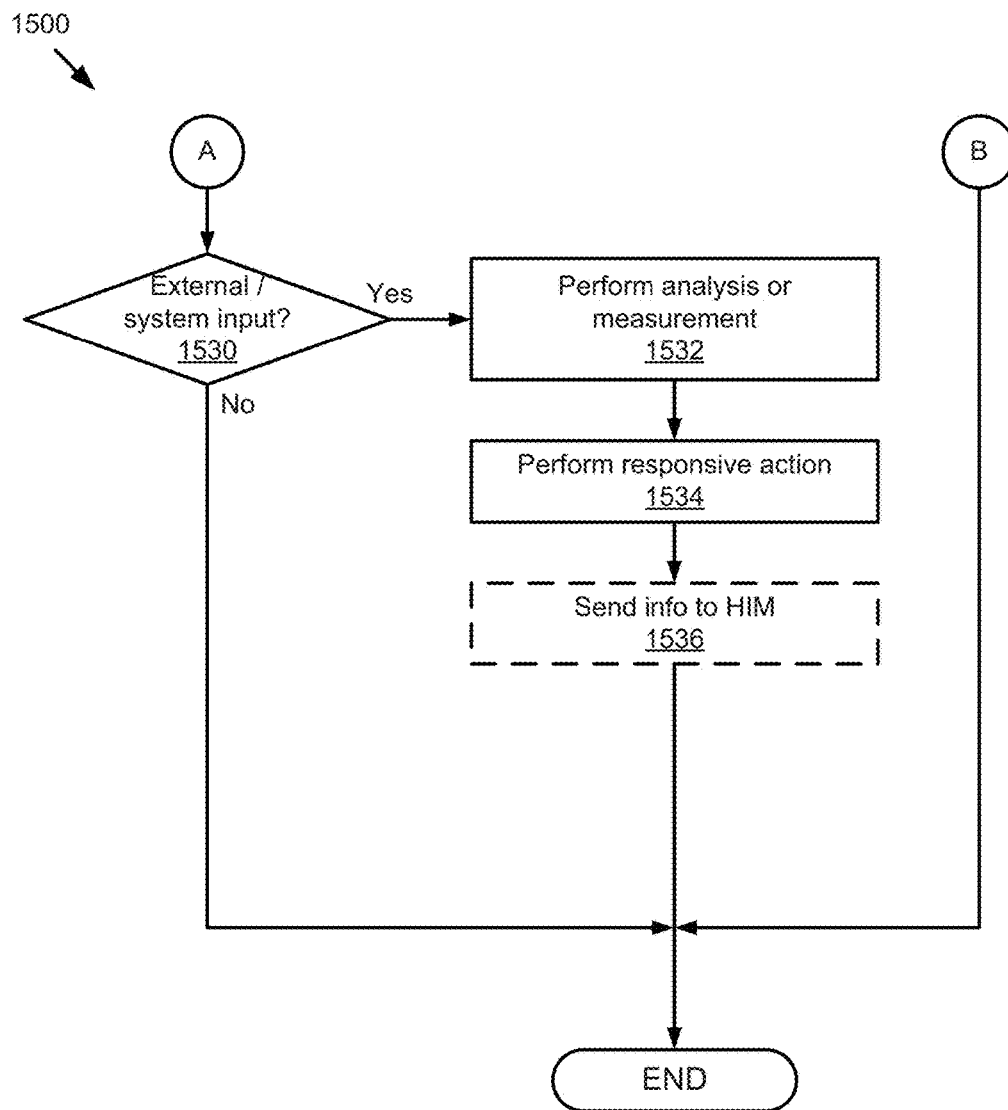 1500
A
B
External /
system input?
1530
Yes
No
Perform analysis or
measurement
1532
Perform responsive action
1534
Send info to HIM
1536
END